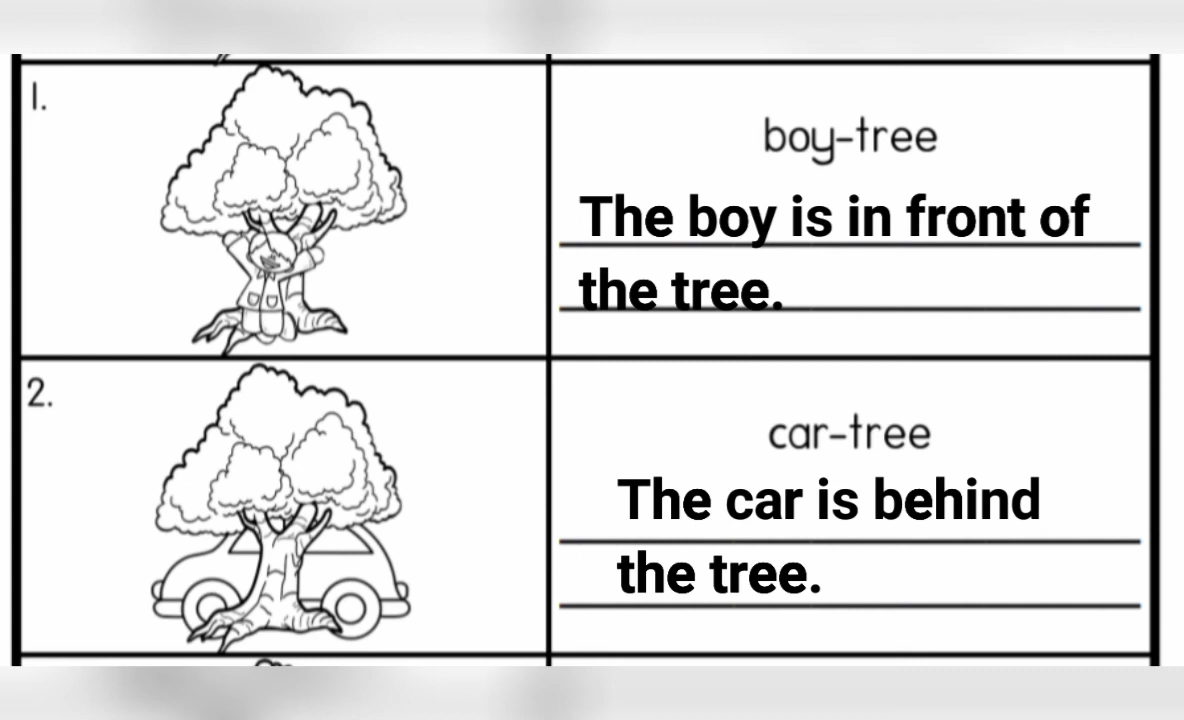 1.
boy-tree
The boy is in front of
the tree.
2.
car-tree
The car is behind
the tree.